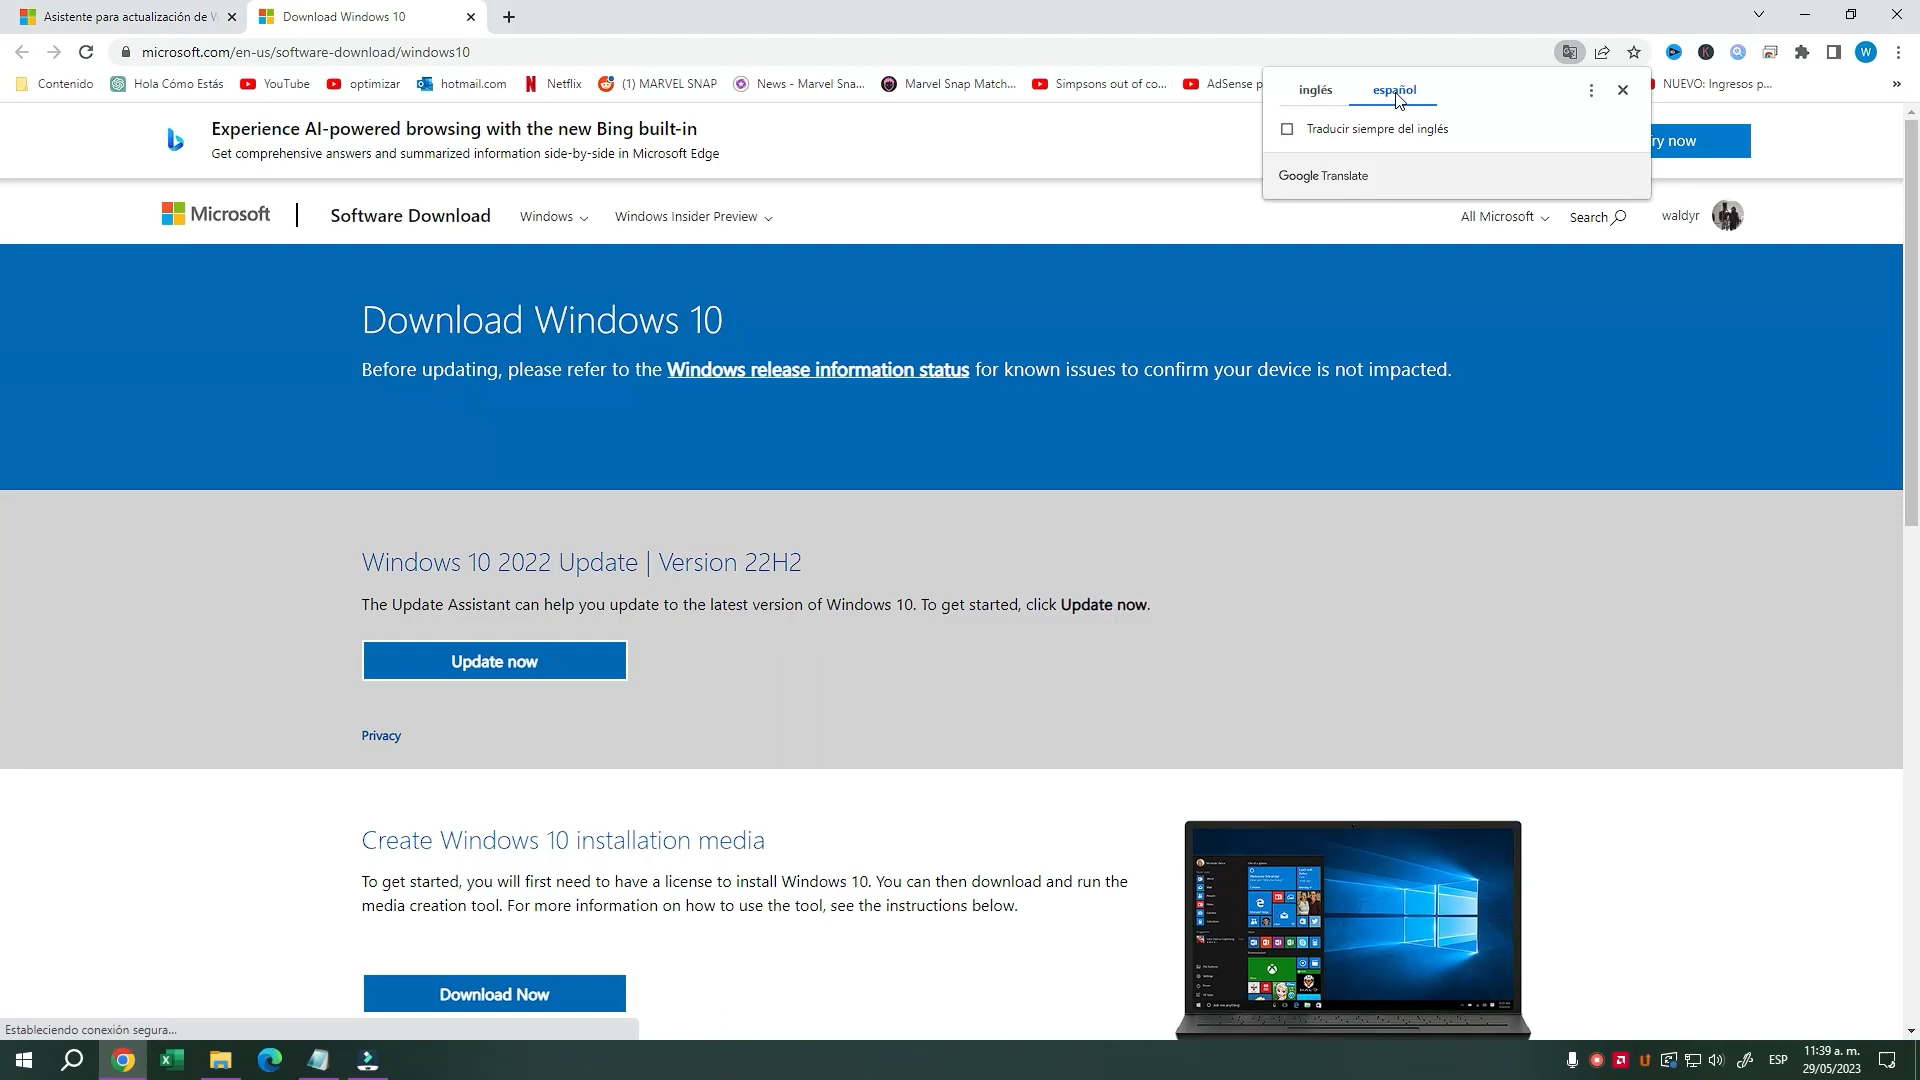 Asistente para actualización de W
Download Windows 10
microsoft.com/en-us/software-download/windows10
W
Contenido
Hola Cómo Estás
YouTube
optimizar
hotmail.com
Netflix
(1) MARVEL SNAP
News - Marvel Sna...
Marvel Snap Match...
Simpsons out of co...
AdSense p
NUEVO: Ingresos p...
»
inglés
español
Traducir siempre del inglés
Google Translate
Experience AI-powered browsing with the new Bing built-in
Get comprehensive answers and summarized information side-by-side in Microsoft Edge
ry now
Microsoft
Software Download
Windows
Windows Insider Preview
All Microsoft
Search
waldyr
Download Windows 10
Before updating, please refer to the Windows release information status for known issues to confirm your device is not impacted.
Windows 10 2022 Update | Version 22H2
The Update Assistant can help you update to the latest version of Windows 10. To get started, click Update now.
Update now
Privacy
Create Windows 10 installation media
To get started, you will first need to have a license to install Windows 10. You can then download and run the
media creation tool. For more information on how to use the tool, see the instructions below.
Download Now
Estableciendo conexión segura...
ESP
11:39 a. m.
29/05/2023